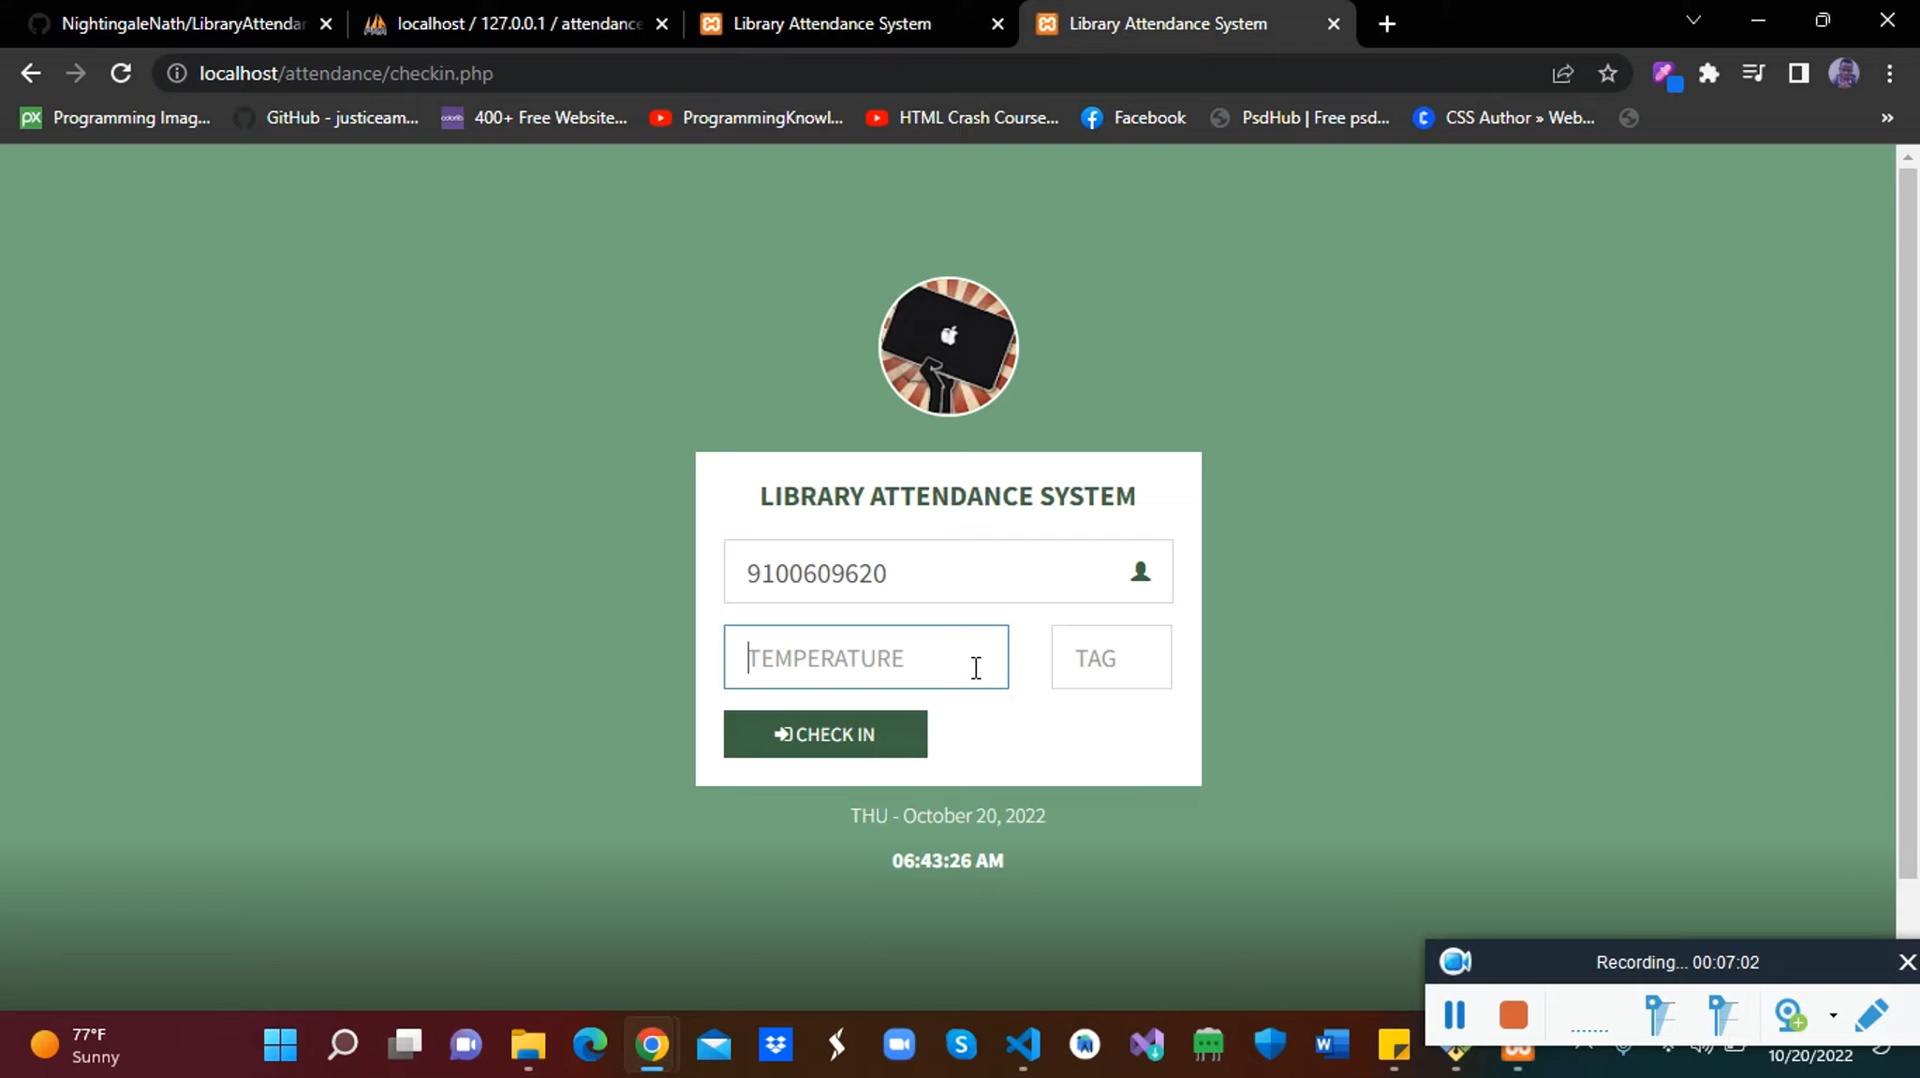 NightingaleNath/LibraryAttendan
localhost / 127.0.0.1 / attendance
Library Attendance System
Library Attendance System
localhost/attendance/checkin.php
px Programming Imag...
GitHub - justiceam...
colorlib 400+ Free Website...
ProgrammingKnowl...
HTML Crash Course...
Facebook
PsdHub | Free psd...
CSS Author » Web...
LIBRARY ATTENDANCE SYSTEM
9100609620
TEMPERATURE
TAG
CHECK IN
THU - October 20, 2022
06:43:26 AM
Recording... 00:07:02
77°F
Sunny
10/20/2022